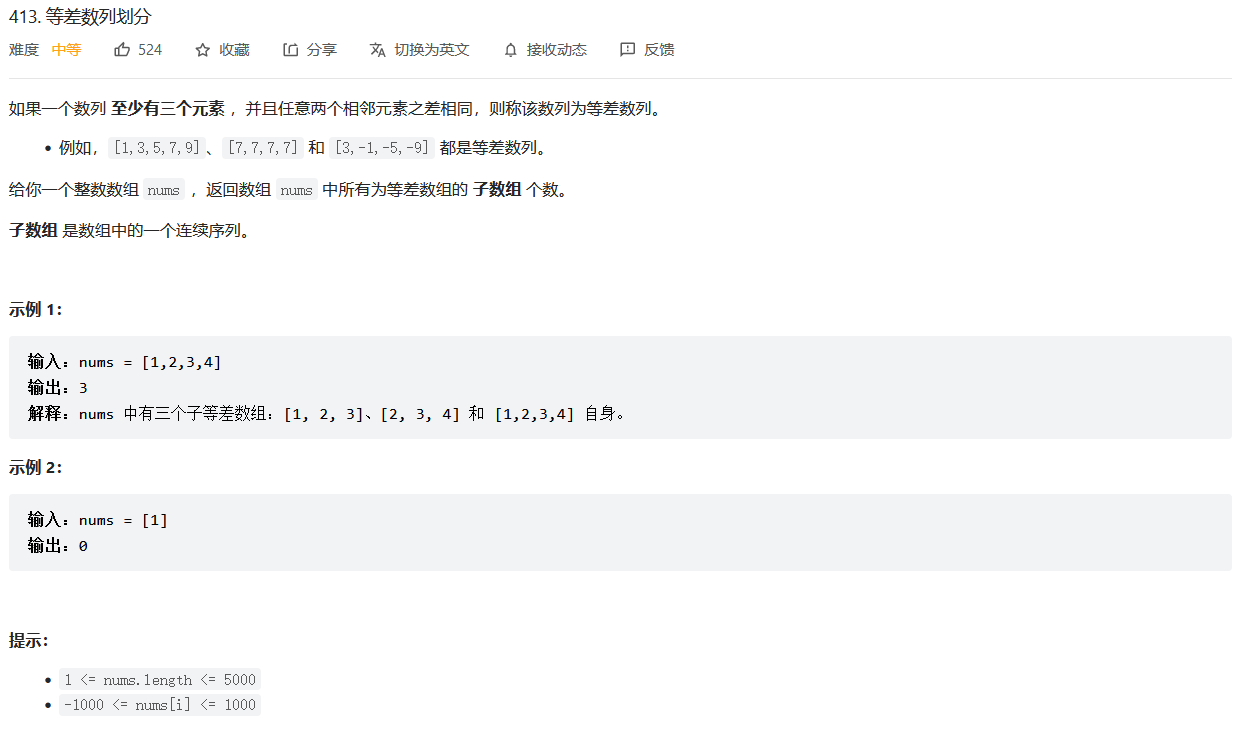 413. 等差数列划分
难度 中等 524 收藏 分享 切换为英文 接收动态 反馈
如果一个数列 至少有三个元素 ，并且任意两个相邻元素之差相同，则称该数列为等差数列。
• 例如，[1,3,5,7,9]、[7,7,7,7] 和 [3,-1,-5,-9] 都是等差数列。
给你一个整数数组 nums ，返回数组 nums 中所有为等差数组的 子数组 个数。
子数组 是数组中的一个连续序列。
示例 1：
输入：nums = [1,2,3,4]
输出：3
解释：nums 中有三个子等差数组：[1, 2, 3]、[2, 3, 4] 和 [1,2,3,4] 自身。
示例 2：
输入：nums = [1]
输出：0
提示：
• 1 <= nums.length <= 5000
• -1000 <= nums[i] <= 1000